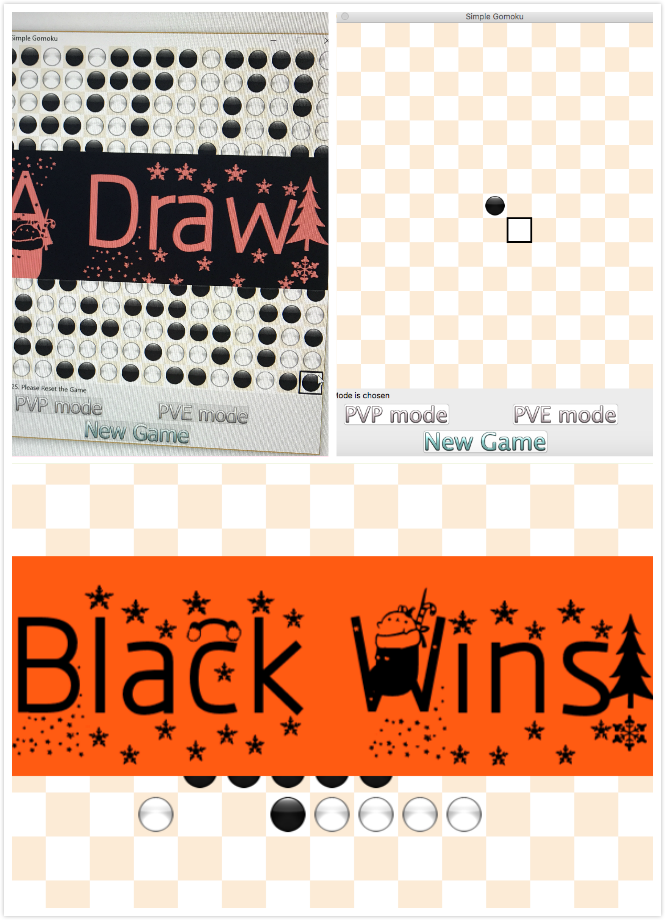 Simple Gomoku
A Draw
25. Please Reset the Game
PVP mode
PVE mode
New Game
Simple Gomoku
Mode is chosen
PVP mode
PVE mode
New Game
Black Wins